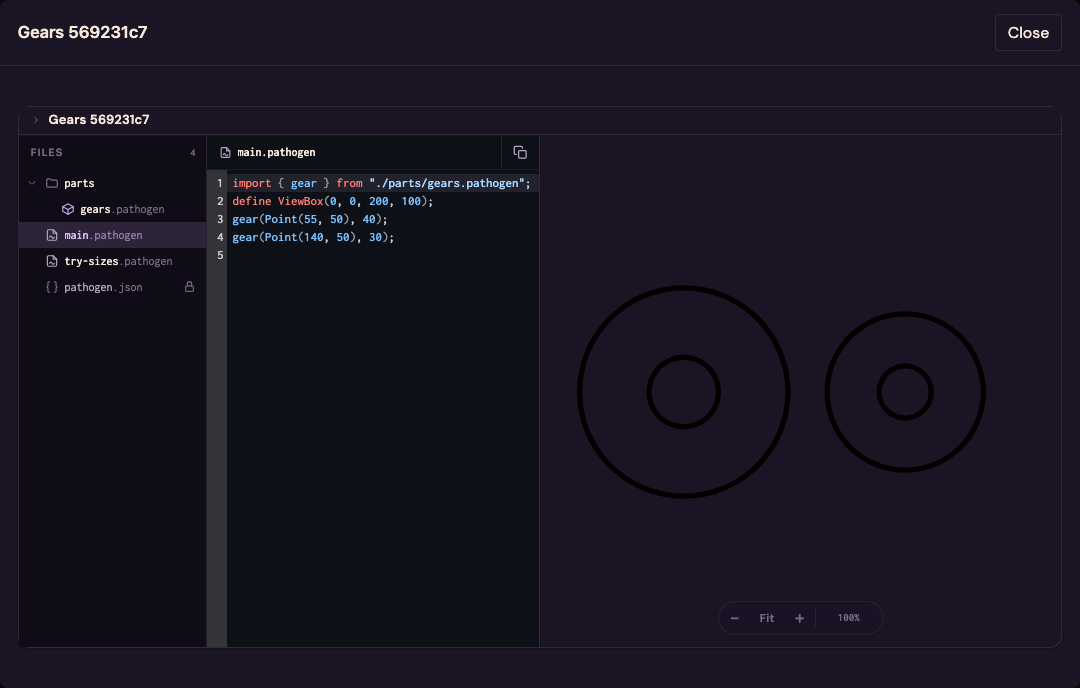 Gears 569231c7
Close
Gears 569231c7
FILES 4
parts
gears.pathogen
main.pathogen
try-sizes.pathogen
{} pathogen.json
main.pathogen
1 import { gear } from "./parts/gears.pathogen";
2 define ViewBox(0, 0, 200, 100);
3 gear(Point(55, 50), 40);
4 gear(Point(140, 50), 30);
5
− Fit + 100%